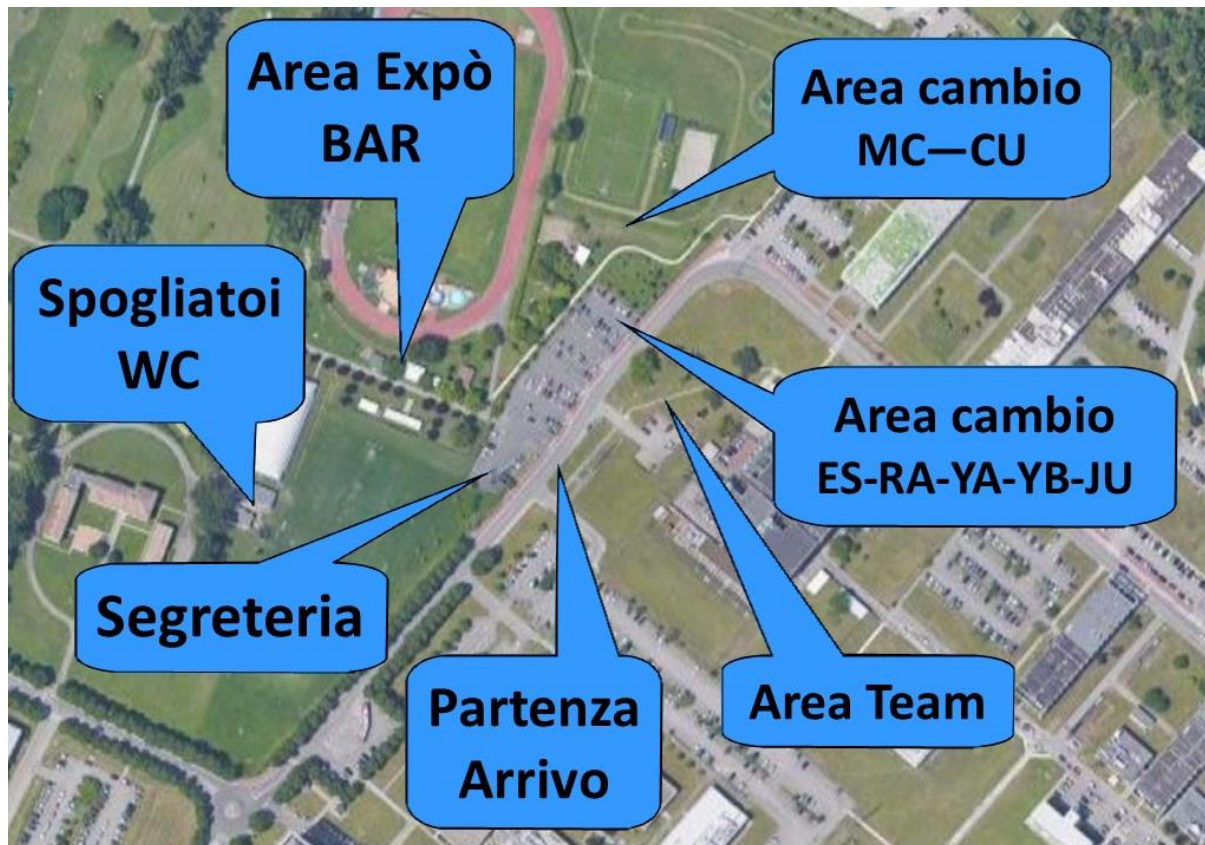 Area Expò
BAR
Area cambio
MC—CU
Spogliatoi
WC
Area cambio
ES-RA-YA-YB-JU
Segreteria
Partenza
Arrivo
Area Team